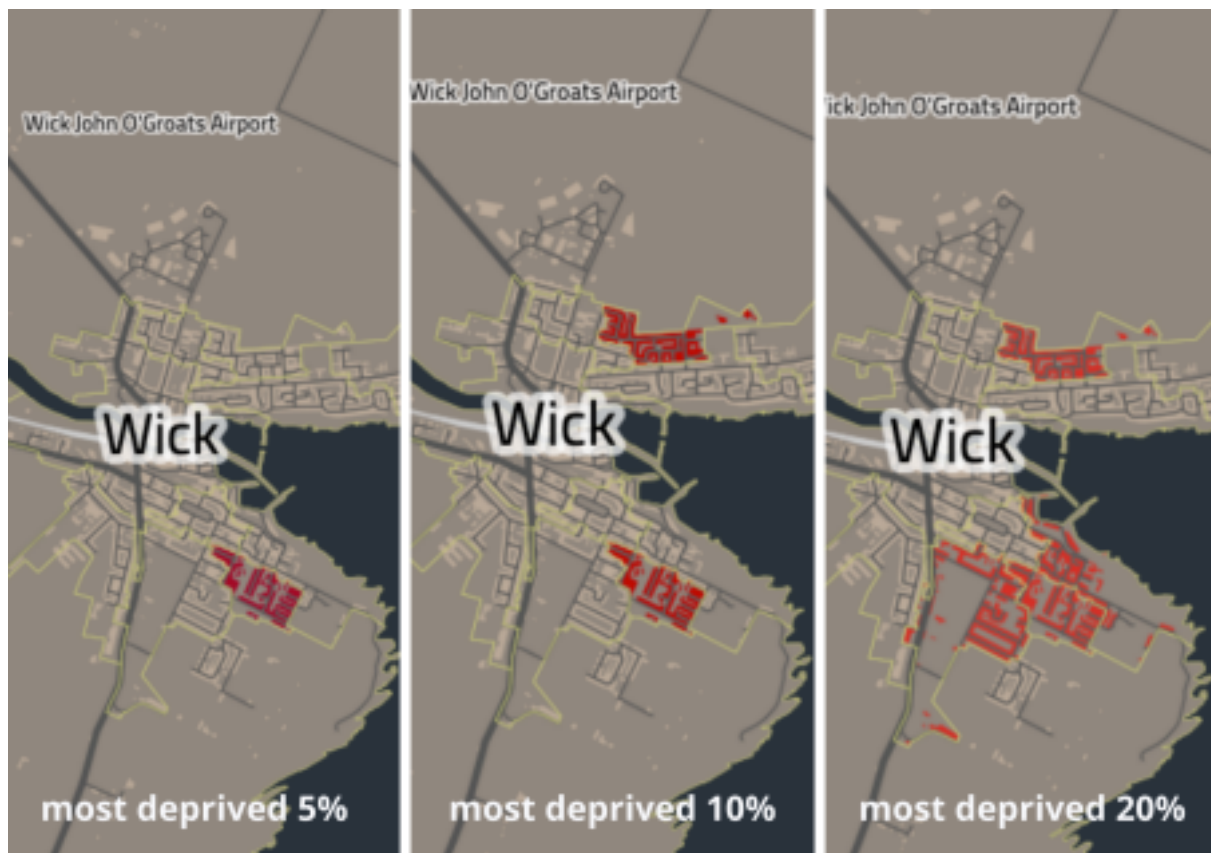 Wick John O'Groats Airport
Wick
most deprived 5%
Wick John O'Groats Airport
Wick
most deprived 10%
ick John O'Groats Airport
Wick
most deprived 20%